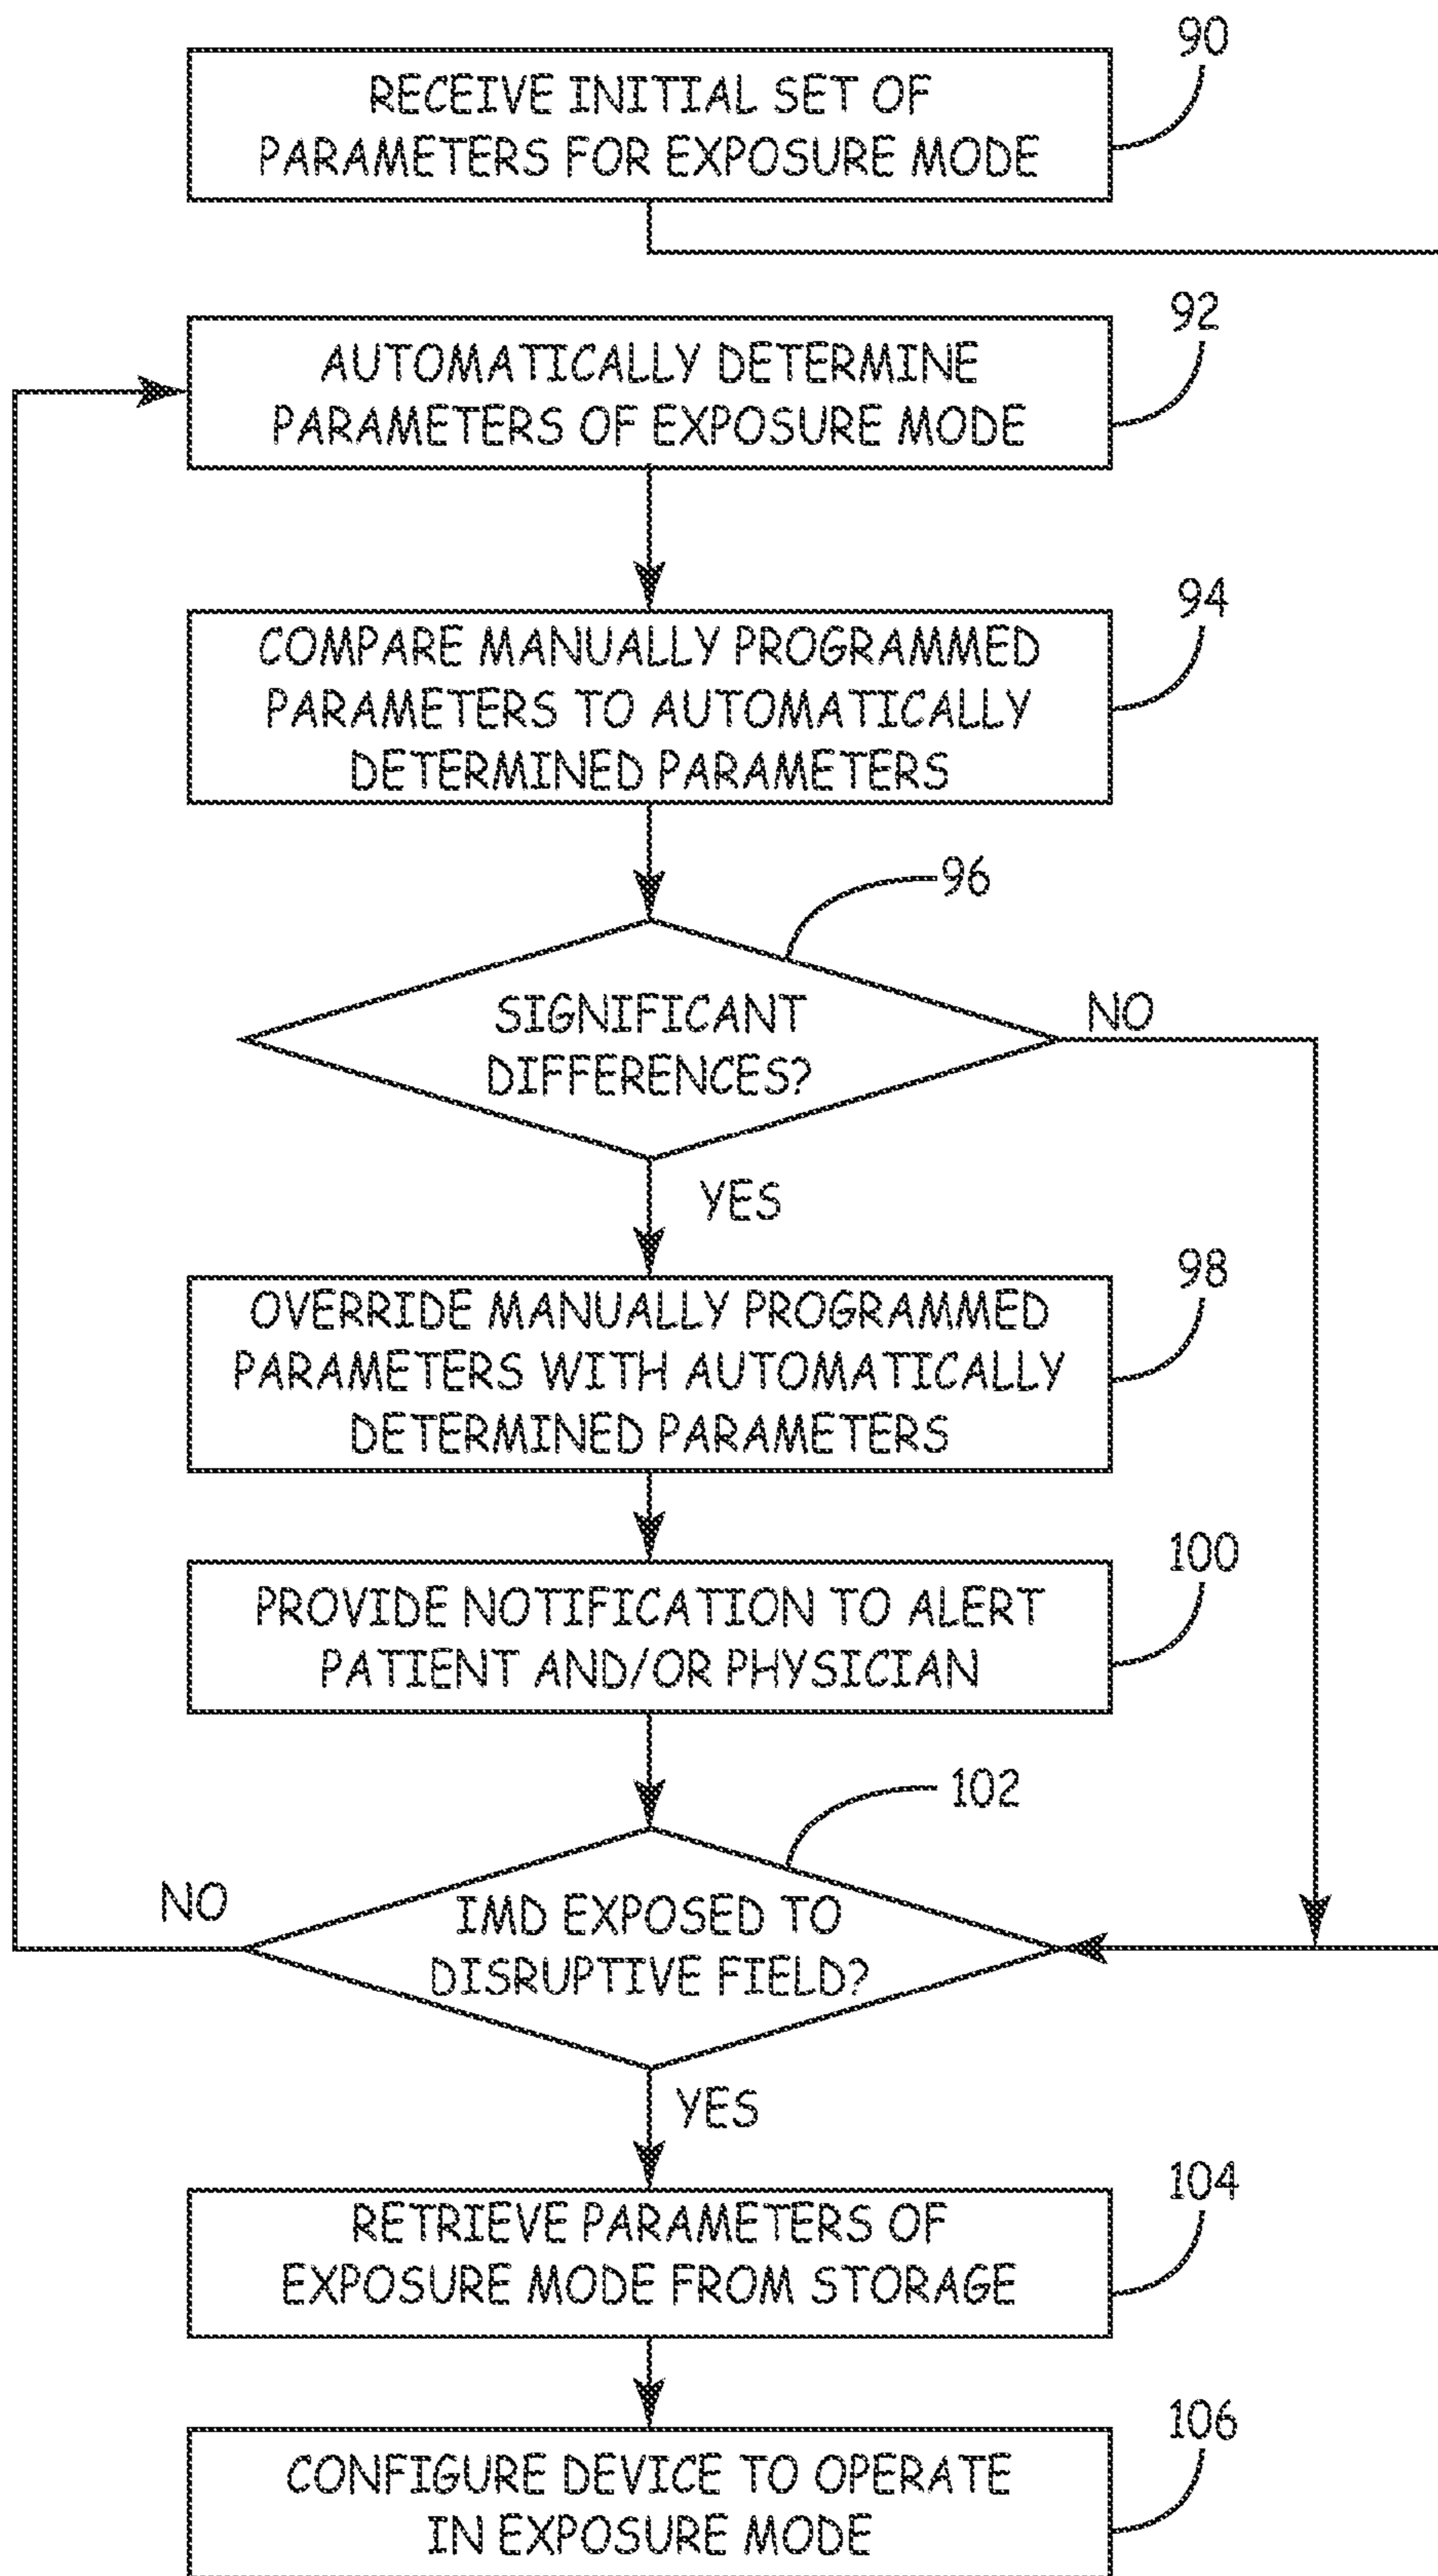 90
RECEIVE INITIAL SET OF
PARAMETERS FOR EXPOSURE MODE
92
AUTOMATICALLY DETERMINE
PARAMETERS OF EXPOSURE MODE
94
COMPARE MANUALLY PROGRAMMED
PARAMETERS TO AUTOMATICALLY
DETERMINED PARAMETERS
96
SIGNIFICANT
DIFFERENCES?
NO
YES
98
OVERRIDE MANUALLY PROGRAMMED
PARAMETERS WITH AUTOMATICALLY
DETERMINED PARAMETERS
100
PROVIDE NOTIFICATION TO ALERT
PATIENT AND/OR PHYSICIAN
102
NO
IMD EXPOSED TO
DISRUPTIVE FIELD?
YES
104
RETRIEVE PARAMETERS OF
EXPOSURE MODE FROM STORAGE
106
CONFIGURE DEVICE TO OPERATE
IN EXPOSURE MODE